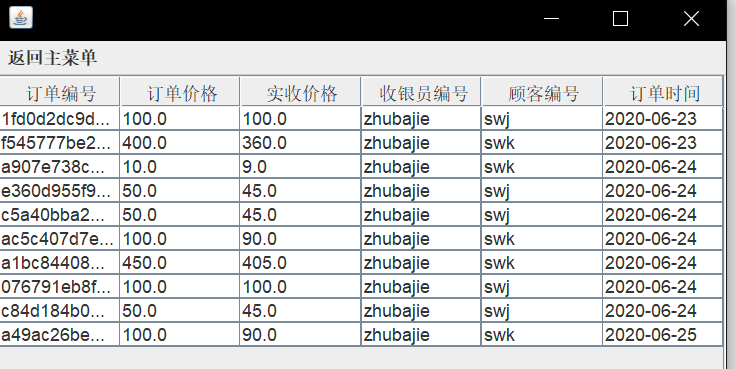 返回主菜单
订单编号 订单价格 实收价格 收银员编号 顾客编号 订单时间
1fd0d2dc9d... 100.0 100.0 zhubajie swj 2020-06-23
f545777be2... 400.0 360.0 zhubajie swk 2020-06-23
a907e738c... 10.0 9.0 zhubajie swk 2020-06-24
e360d955f9... 50.0 45.0 zhubajie swj 2020-06-24
c5a40bba2... 50.0 45.0 zhubajie swj 2020-06-24
ac5c407d7e... 100.0 90.0 zhubajie swk 2020-06-24
a1bc84408... 450.0 405.0 zhubajie swk 2020-06-24
076791eb8f... 100.0 100.0 zhubajie swj 2020-06-24
c84d184b0... 50.0 45.0 zhubajie swj 2020-06-24
a49ac26be... 100.0 90.0 zhubajie swk 2020-06-25